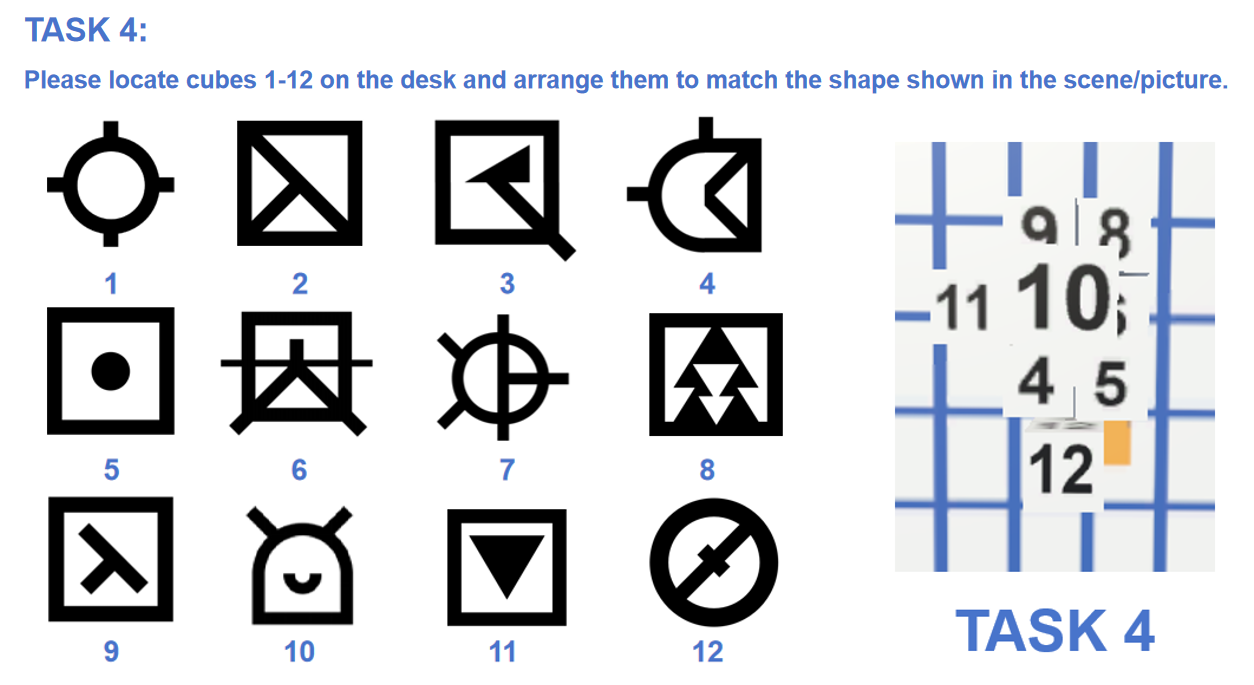 TASK 4:
Please locate cubes 1-12 on the desk and arrange them to match the shape shown in the scene/picture.
1 2 3 4
5 6 7 8
9 10 11 12
9 8
11 10
4 5
12
TASK 4